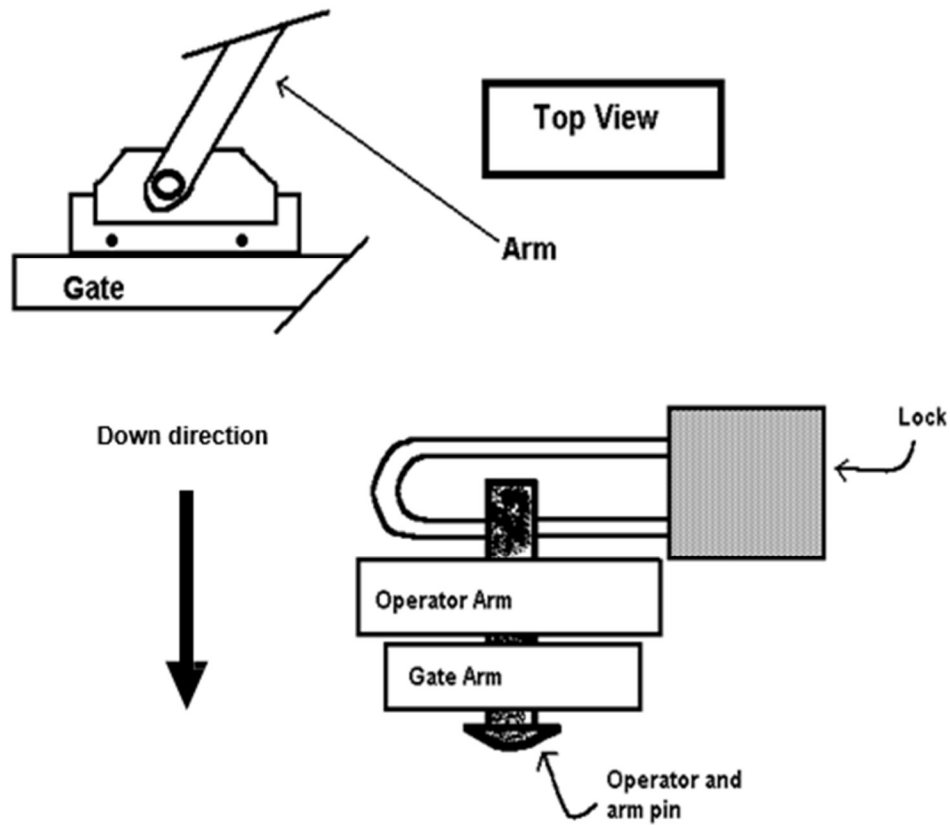 Top View
Arm
Gate
Down direction
Lock
Operator Arm
Gate Arm
Operator and
arm pin